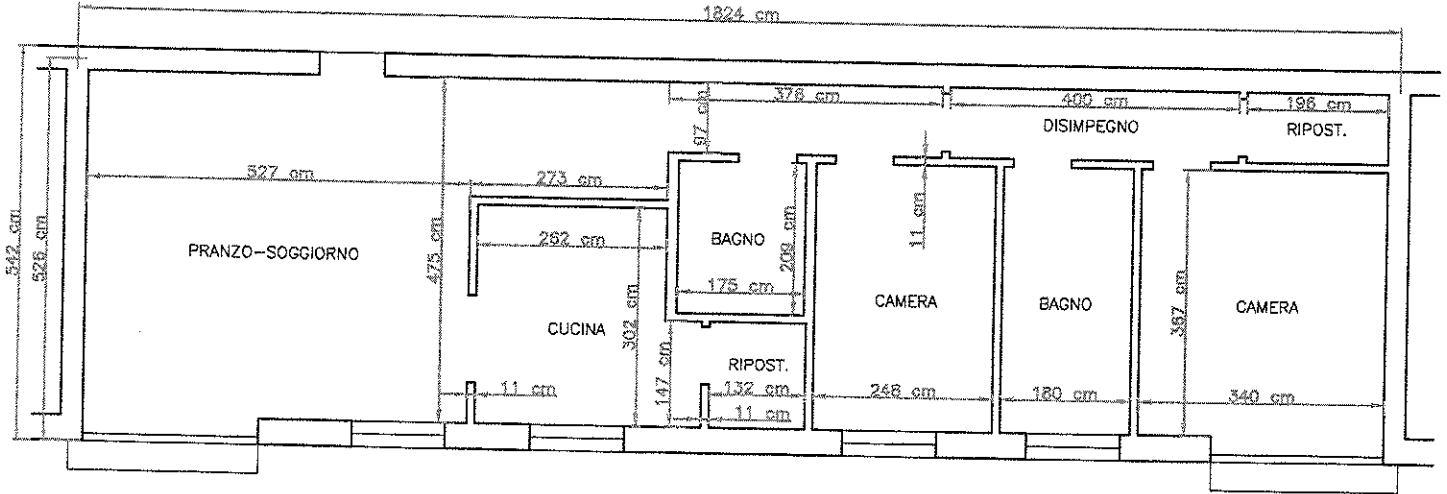 1824 cm
376 cm
400 cm
196 cm
97 cm
DISIMPEGNO
RIPOST.
527 cm
273 cm
542 cm
526 cm
PRANZO-SOGGIORNO
475 cm
262 cm
302 cm
BAGNO
209 cm
175 cm
11 cm
CAMERA
BAGNO
367 cm
CAMERA
CUCINA
147 cm
RIPOST.
11 cm
132 cm
11 cm
248 cm
180 cm
340 cm